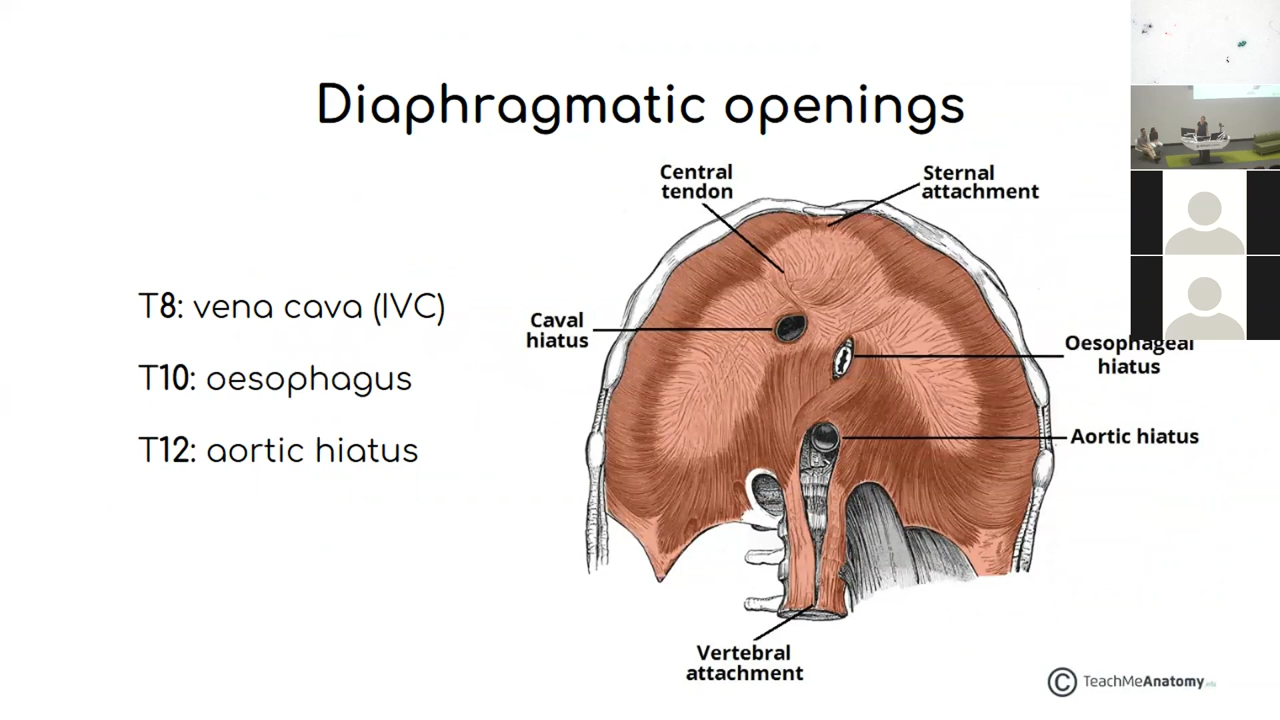 Diaphragmatic openings
T8: vena cava (IVC)
T10: oesophagus
T12: aortic hiatus
Central
tendon
Sternal
attachment
Caval
hiatus
Oesophageal
hiatus
Aortic hiatus
Vertebral
attachment
© TeachMeAnatomy